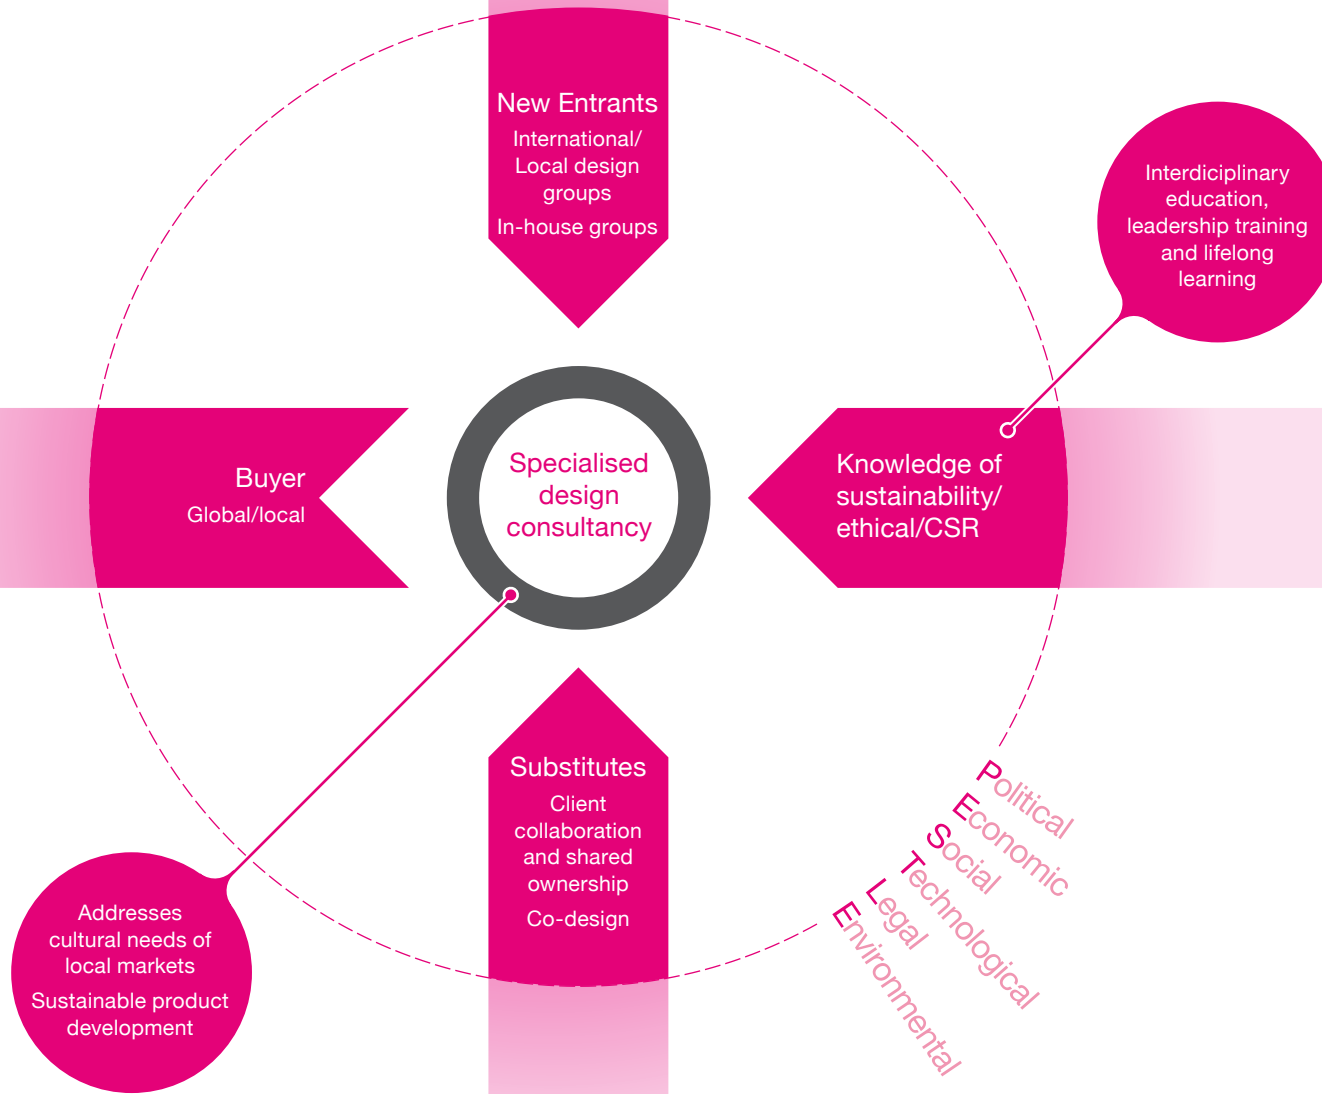 New Entrants
International/
Local design
groups
In-house groups
Interdiciplinary
education,
leadership training
and lifelong
learning
Buyer
Global/local
Specialised
design
consultancy
Knowledge of
sustainability/
ethical/CSR
Substitutes
Client
collaboration
and shared
ownership
Co-design
Addresses
cultural needs of
local markets
Sustainable product
development
Political
Economic
Social
Technological
Legal
Environmental